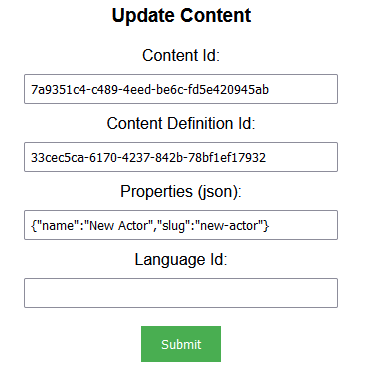 Update Content
Content Id:
7a9351c4-c489-4eed-be6c-fd5e420945ab
Content Definition Id:
33cec5ca-6170-4237-842b-78bf1ef17932
Properties (json):
{"name":"New Actor","slug":"new-actor"}
Language Id:
Submit